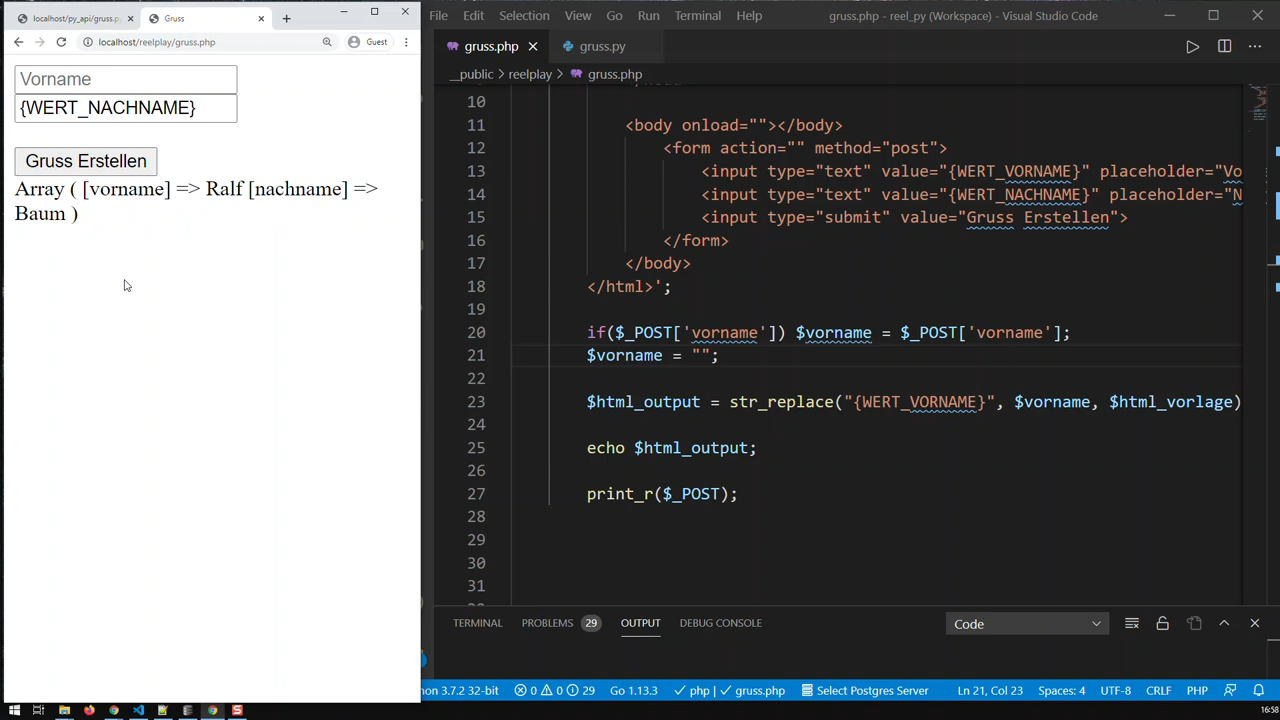 localhost/py_api/gruss.p
Gruss
localhost/reelplay/gruss.php
Guest
Vorname
{WERT_NACHNAME}
Gruss Erstellen
Array ( [vorname] => Ralf [nachname] =>
Baum )
File Edit Selection View Go Run Terminal Help
gruss.php - reel_py (Workspace) - Visual Studio Code
gruss.php
gruss.py
__public > reelplay > gruss.php
10
11 <body onload=""></body>
12 <form action="" method="post">
13 <input type="text" value="{WERT_VORNAME}" placeholder="Vo
14 <input type="text" value="{WERT_NACHNAME}" placeholder="N
15 <input type="submit" value="Gruss Erstellen">
16 </form>
17 </body>
18 </html>';
19
20 if($_POST['vorname']) $vorname = $_POST['vorname'];
21 $vorname = "";
22
23 $html_output = str_replace("{WERT_VORNAME}", $vorname, $html_vorlage)
24
25 echo $html_output;
26
27 print_r($_POST);
28
29
30
31
TERMINAL PROBLEMS 29 OUTPUT DEBUG CONSOLE
Code
on 3.7.2 32-bit 0 0 29 Go 1.13.3 php | gruss.php Select Postgres Server Ln 21, Col 23 Spaces: 4 UTF-8 CRLF PHP
16:58